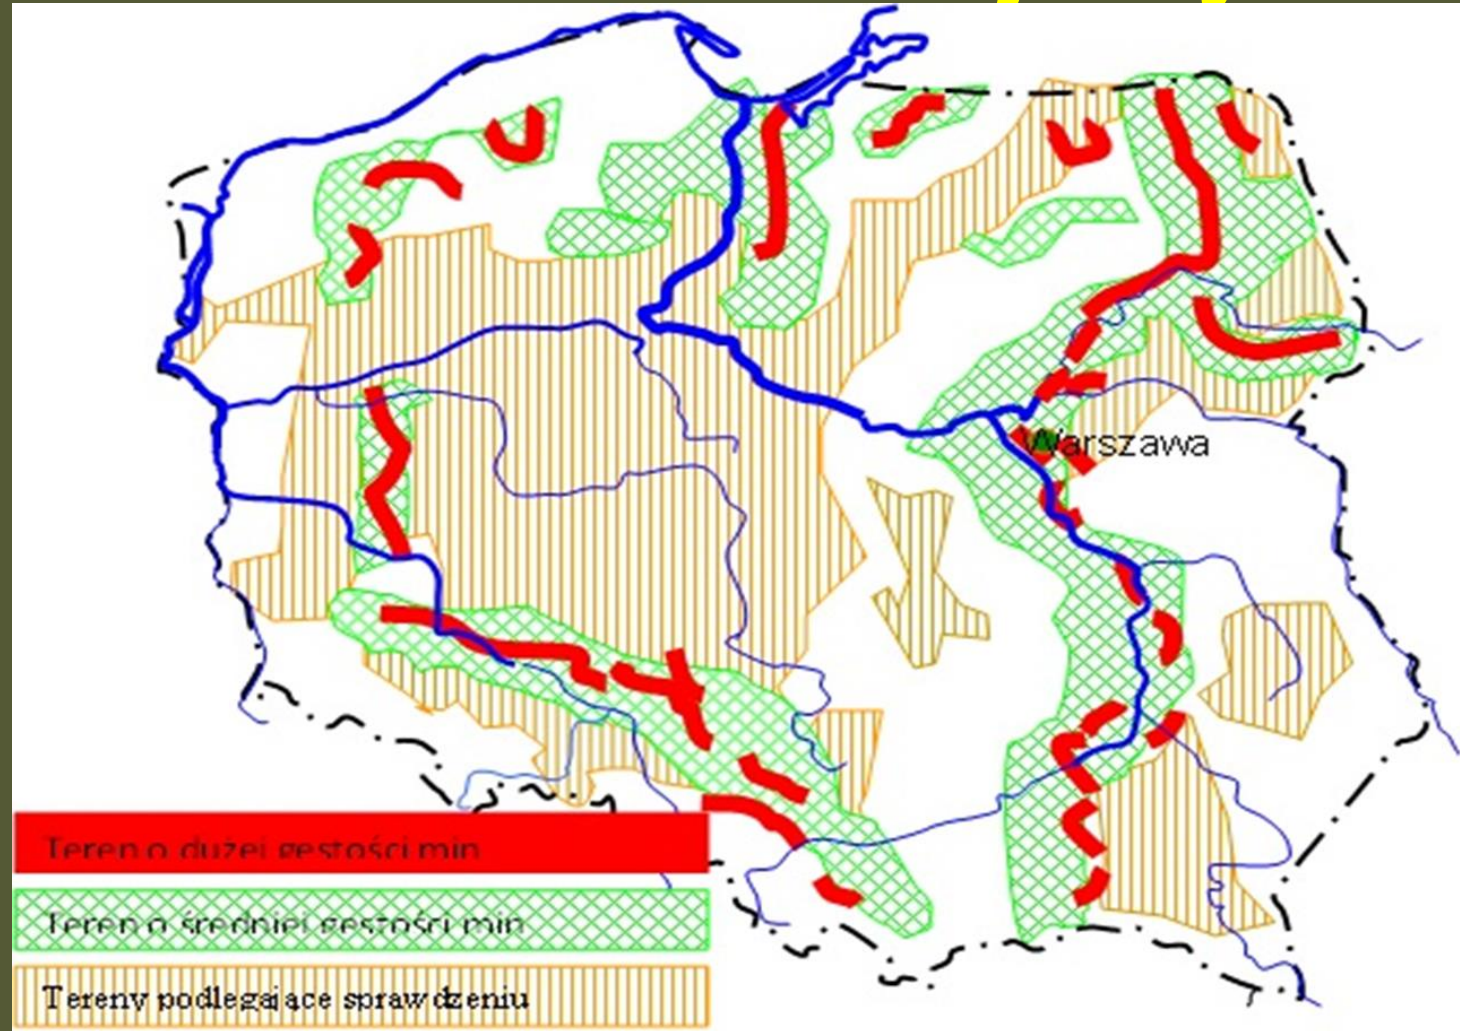 Warszawa
Teren o dużej gęstości min
Teren o średniej gęstości min
Tereny podlegające sprawdzeniu